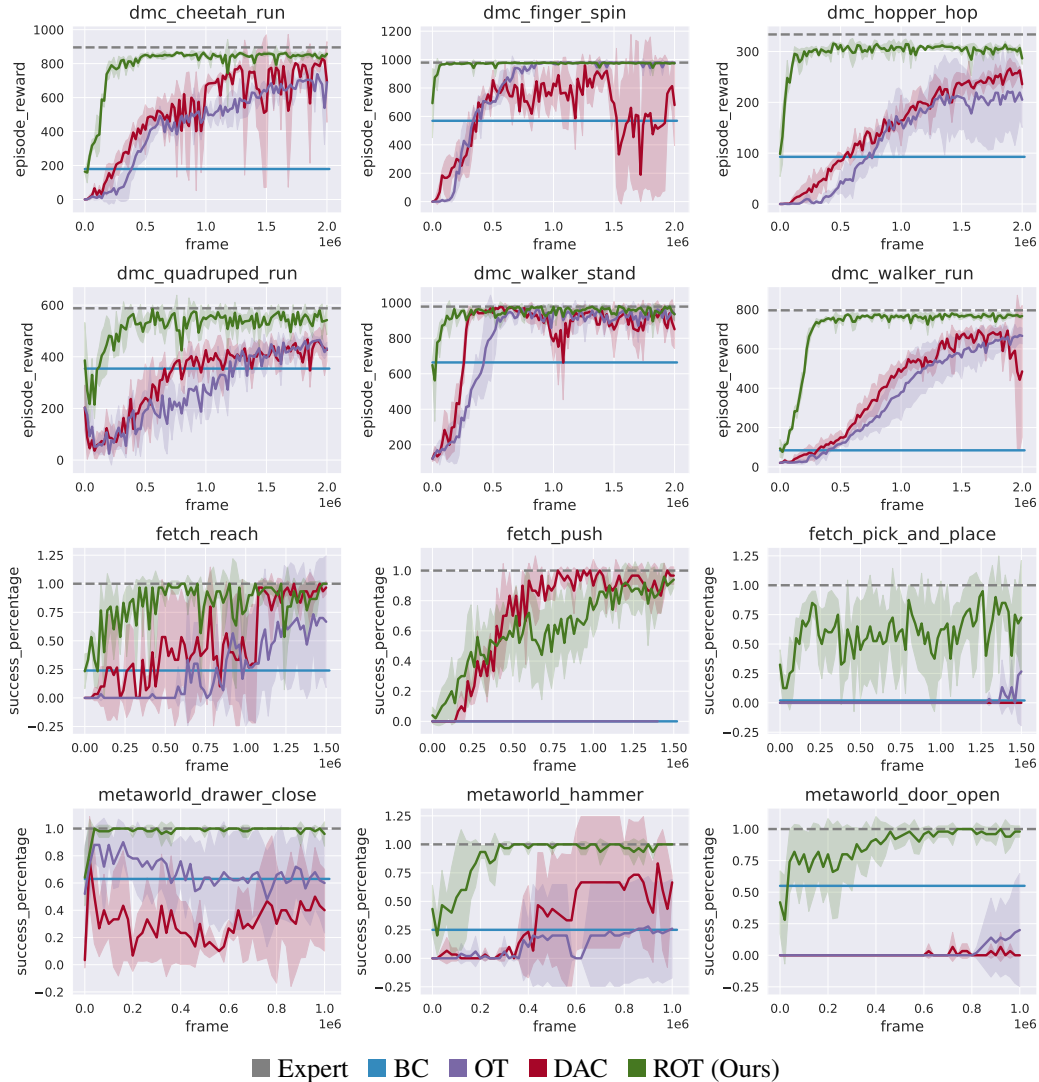 dmc_cheetah_run
episode_reward
0
200
400
600
800
1000
0.0
0.5
1.0
1.5
2.0
1e6
frame
dmc_finger_spin
episode_reward
0
200
400
600
800
1000
1200
0.0
0.5
1.0
1.5
2.0
1e6
frame
dmc_hopper_hop
episode_reward
0
100
200
300
0.0
0.5
1.0
1.5
2.0
1e6
frame
dmc_quadruped_run
episode_reward
0
200
400
600
0.0
0.5
1.0
1.5
2.0
1e6
frame
dmc_walker_stand
episode_reward
200
400
600
800
1000
0.0
0.5
1.0
1.5
2.0
1e6
frame
dmc_walker_run
episode_reward
0
200
400
600
800
0.0
0.5
1.0
1.5
2.0
1e6
frame
fetch_reach
success_percentage
−0.25
0.00
0.25
0.50
0.75
1.00
1.25
0.00
0.25
0.50
0.75
1.00
1.25
1.50
1e6
frame
fetch_push
success_percentage
0.0
0.2
0.4
0.6
0.8
1.0
0.00
0.25
0.50
0.75
1.00
1.25
1.50
1e6
frame
fetch_pick_and_place
success_percentage
−0.25
0.00
0.25
0.50
0.75
1.00
1.25
0.00
0.25
0.50
0.75
1.00
1.25
1.50
1e6
frame
metaworld_drawer_close
success_percentage
−0.2
0.0
0.2
0.4
0.6
0.8
1.0
0.0
0.2
0.4
0.6
0.8
1.0
1e6
frame
metaworld_hammer
success_percentage
−0.25
0.00
0.25
0.50
0.75
1.00
1.25
0.0
0.2
0.4
0.6
0.8
1.0
1e6
frame
metaworld_door_open
success_percentage
−0.25
0.00
0.25
0.50
0.75
1.00
0.0
0.2
0.4
0.6
0.8
1.0
1e6
frame
Expert BC OT DAC ROT (Ours)